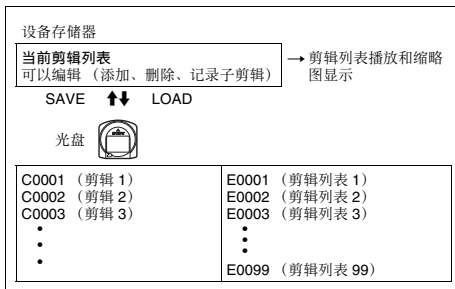 设备存储器
当前剪辑列表
可以编辑（添加、删除、记录子剪辑）
→ 剪辑列表播放和缩略
图显示
SAVE ⬆⬇ LOAD
光盘
C0001（剪辑 1）
C0002（剪辑 2）
C0003（剪辑 3）
•
•
•
E0001（剪辑列表 1）
E0002（剪辑列表 2）
E0003（剪辑列表 3）
•
•
•
E0099（剪辑列表 99）